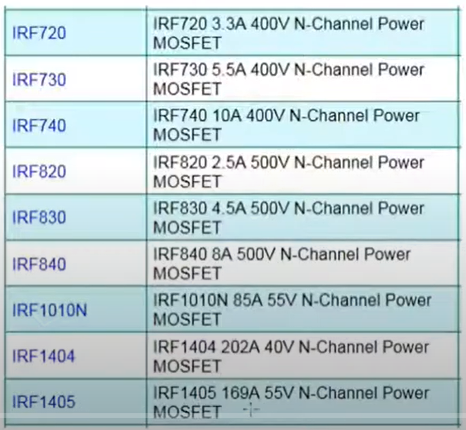 IRF720
IRF720 3.3A 400V N-Channel Power
MOSFET
IRF730
IRF730 5.5A 400V N-Channel Power
MOSFET
IRF740
IRF740 10A 400V N-Channel Power
MOSFET
IRF820
IRF820 2.5A 500V N-Channel Power
MOSFET
IRF830
IRF830 4.5A 500V N-Channel Power
MOSFET
IRF840
IRF840 8A 500V N-Channel Power
MOSFET
IRF1010N
IRF1010N 85A 55V N-Channel Power
MOSFET
IRF1404
IRF1404 202A 40V N-Channel Power
MOSFET
IRF1405
IRF1405 169A 55V N-Channel Power
MOSFET